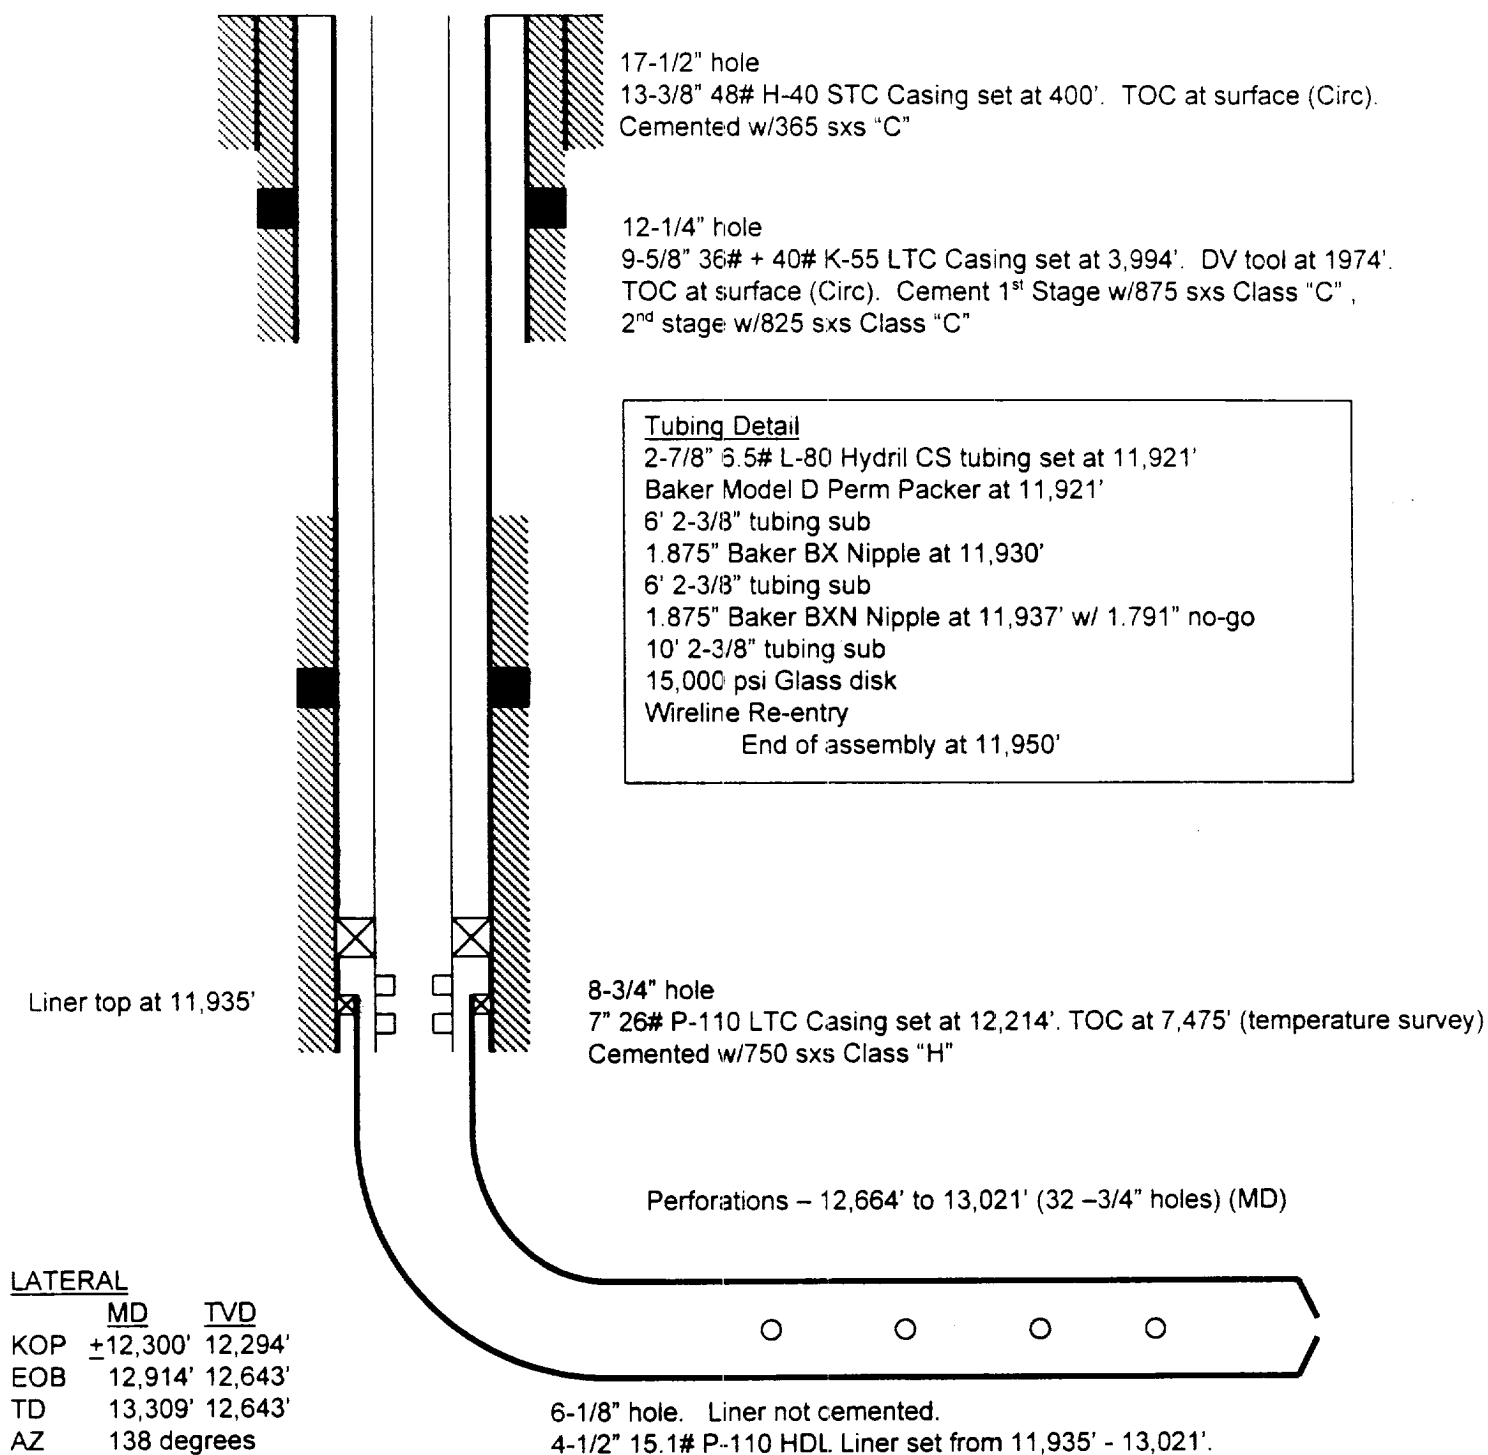 17-1/2" hole
13-3/8" 48# H-40 STC Casing set at 400'. TOC at surface (Circ).
Cemented w/365 sxs “C”
12-1/4” hole
9-5/8” 36# + 40# K-55 LTC Casing set at 3,994'. DV tool at 1974'.
TOC at surface (Circ). Cement 1st Stage w/875 sxs Class “C” ,
2nd stage w/825 sxs Class “C”
Tubing Detail
2-7/8” 6.5# L-80 Hydril CS tubing set at 11,921'
Baker Model D Perm Packer at 11,921'
6' 2-3/8” tubing sub
1.875” Baker BX Nipple at 11,930'
6' 2-3/8” tubing sub
1.875” Baker BXN Nipple at 11,937' w/ 1.791” no-go
10' 2-3/8” tubing sub
15,000 psi Glass disk
Wireline Re-entry
End of assembly at 11,950'
Liner top at 11,935'
8-3/4” hole
7” 26# P-110 LTC Casing set at 12,214'. TOC at 7,475' (temperature survey)
Cemented w/750 sxs Class “H”
Perforations – 12,664' to 13,021' (32 –3/4” holes) (MD)
LATERAL
MD TVD
KOP ±12,300' 12,294'
EOB 12,914' 12,643'
TD 13,309' 12,643'
AZ 138 degrees
6-1/8” hole. Liner not cemented.
4-1/2” 15.1# P-110 HDL Liner set from 11,935' - 13,021'.